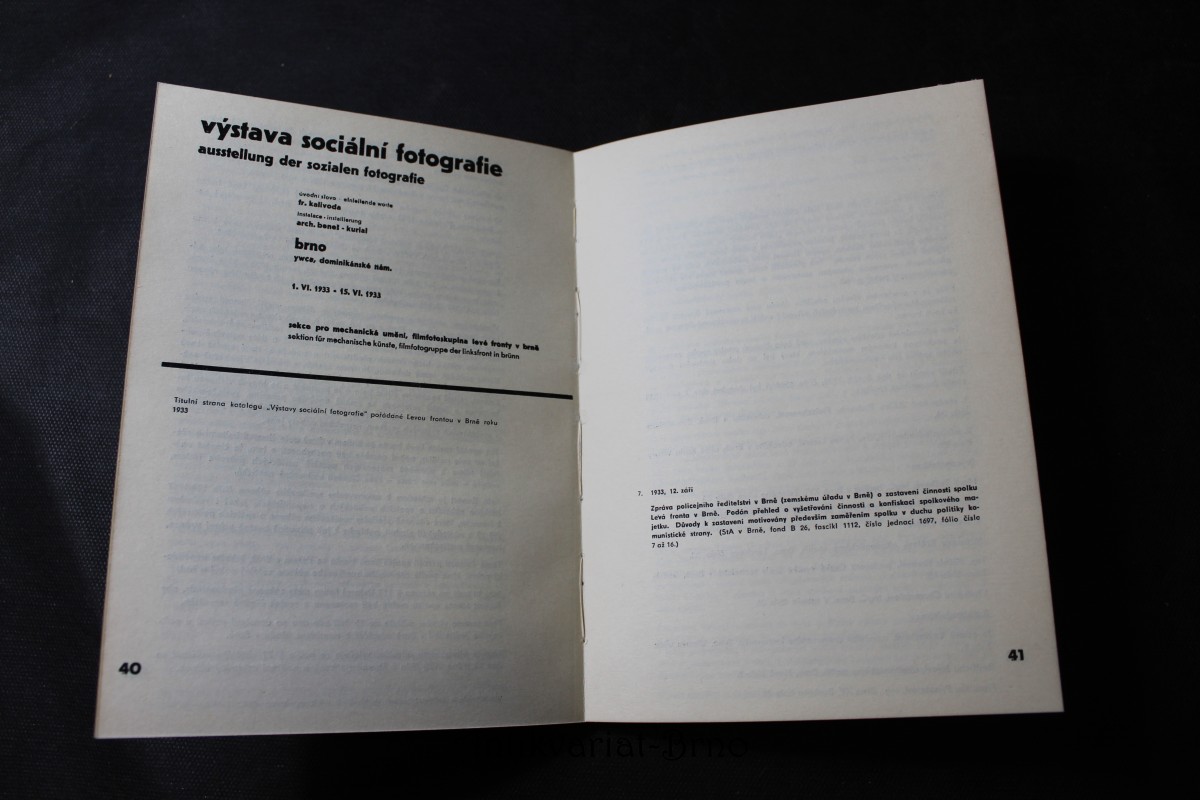 výstava sociální fotografie
ausstellung der sozialen fotografie
úvodní slova - einleitende worte
fr. kalivoda
instalace - installierung
arch. beneš - kuriál
brno
ywca, dominikánské nám.
1. VI. 1933 - 15. VI. 1933
sekce pro mechanická umění, filmfotoskupina levé fronty v brně
sektion für mechanische künste, filmfotogruppe der linksfront in brünn
Titulní strana katalogu „Výstavy sociální fotografie" pořádané Levou frontou v Brně roku
1933
40
7. 1933, 12. září
Zpráva policejního ředitelství v Brně (zemskému úřadu v Brně) o zastavení činnosti spolku
Levá fronta v Brně. Podán přehled o vyšetřování činnosti a konfiskaci spolkového ma-
jetku. Důvody k zastavení motivovány především zaměřením spolku v duchu politiky ko-
munistické strany. (StA v Brně, fond B 26, fascikl 1112, číslo jednací 1697, fólio číslo
7 až 16.)
41